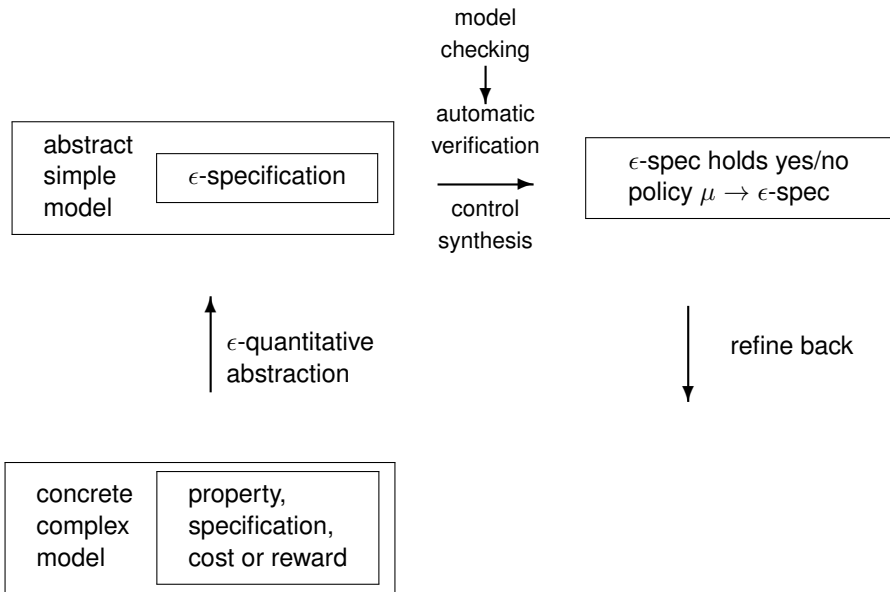 model
checking
automatic
verification
abstract
simple
model
ϵ-specification
control
synthesis
ϵ-spec holds yes/no
policy μ → ϵ-spec
ϵ-quantitative
abstraction
refine back
concrete
complex
model
property,
specification,
cost or reward